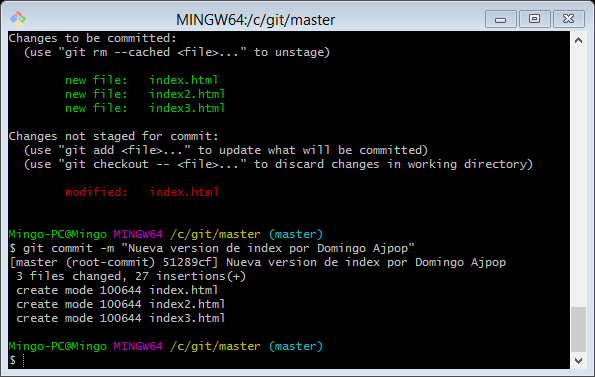 MINGW64:/c/git/master
Changes to be committed:
  (use "git rm --cached <file>..." to unstage)
        new file:   index.html
        new file:   index2.html
        new file:   index3.html
Changes not staged for commit:
  (use "git add <file>..." to update what will be committed)
  (use "git checkout -- <file>..." to discard changes in working directory)
        modified:   index.html
Mingo-PC@Mingo MINGW64 /c/git/master (master)
$ git commit -m "Nueva version de index por Domingo Ajpop"
[master (root-commit) 51289cf] Nueva version de index por Domingo Ajpop
 3 files changed, 27 insertions(+)
 create mode 100644 index.html
 create mode 100644 index2.html
 create mode 100644 index3.html
Mingo-PC@Mingo MINGW64 /c/git/master (master)
$